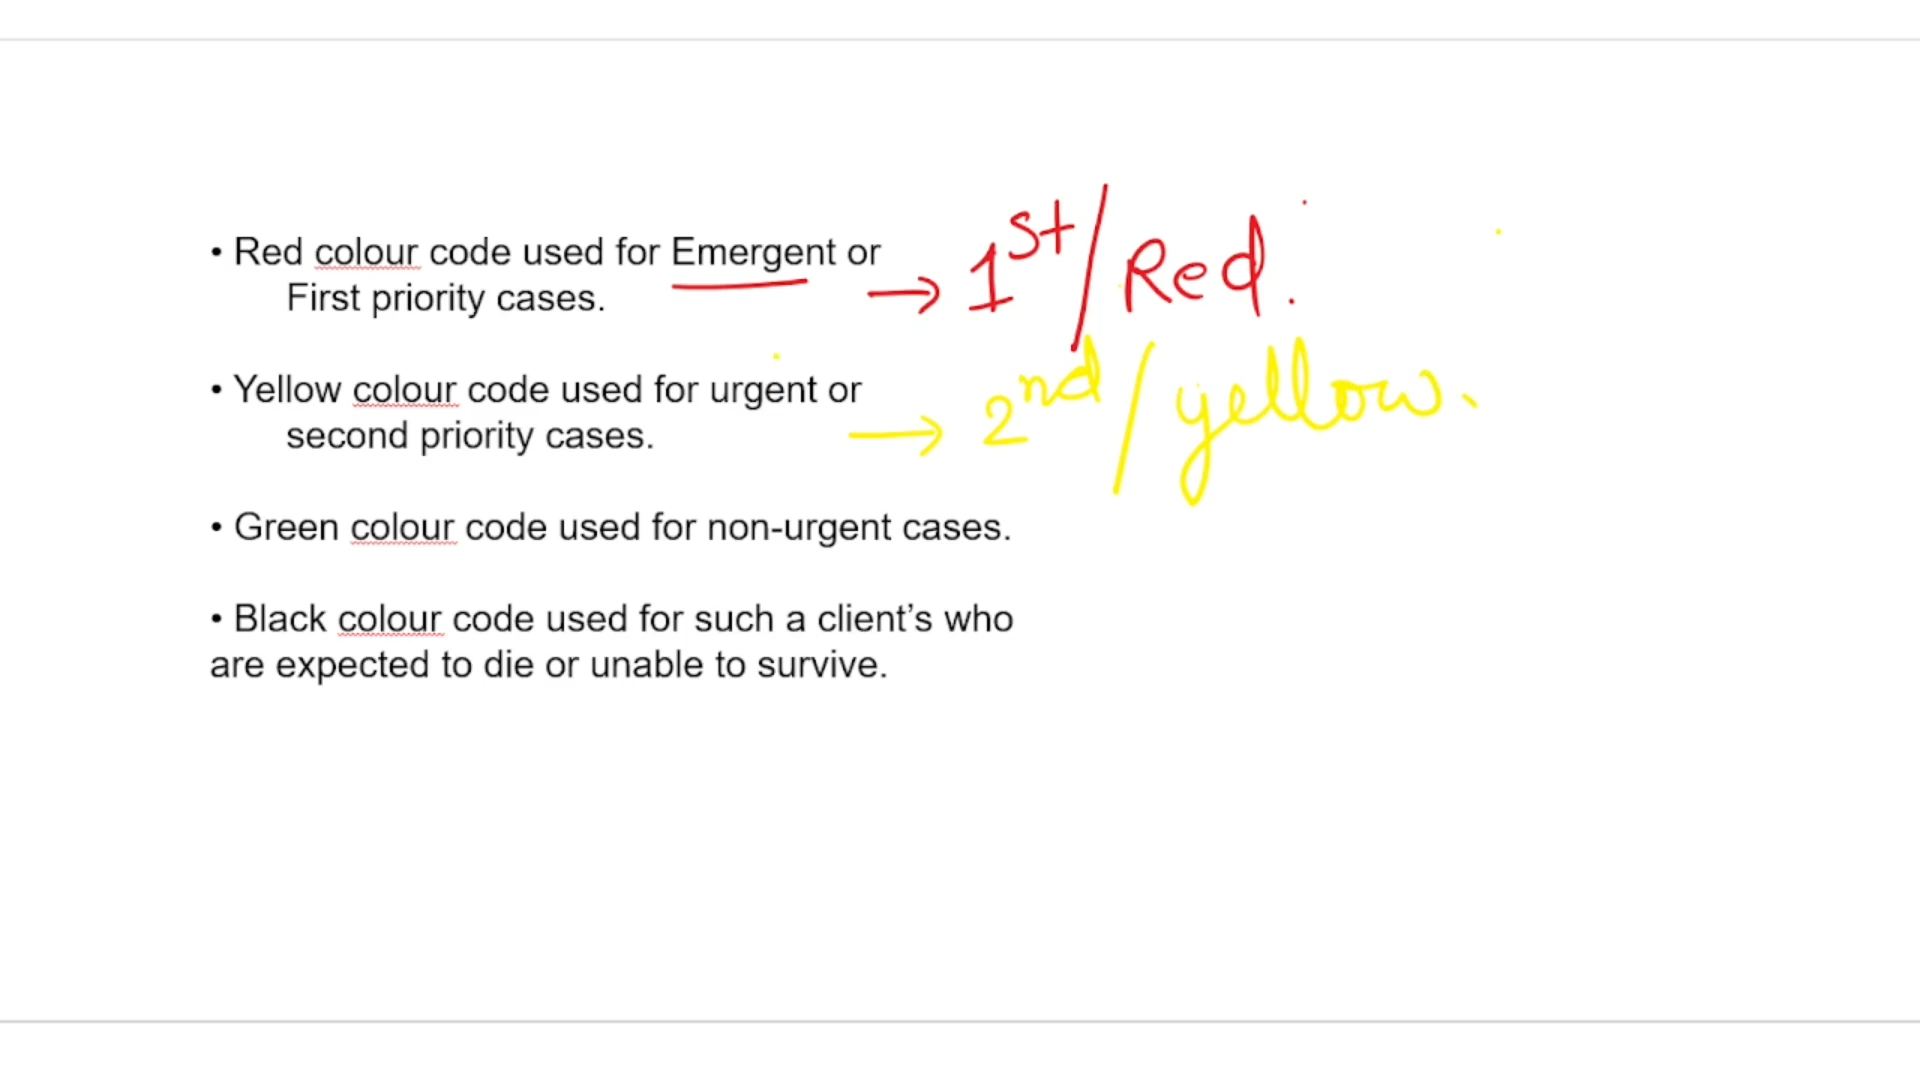 • Red colour code used for Emergent or
First priority cases.
→ 1st/Red.
• Yellow colour code used for urgent or
second priority cases.
→ 2nd/yellow.
• Green colour code used for non-urgent cases.
• Black colour code used for such a client’s who
are expected to die or unable to survive.